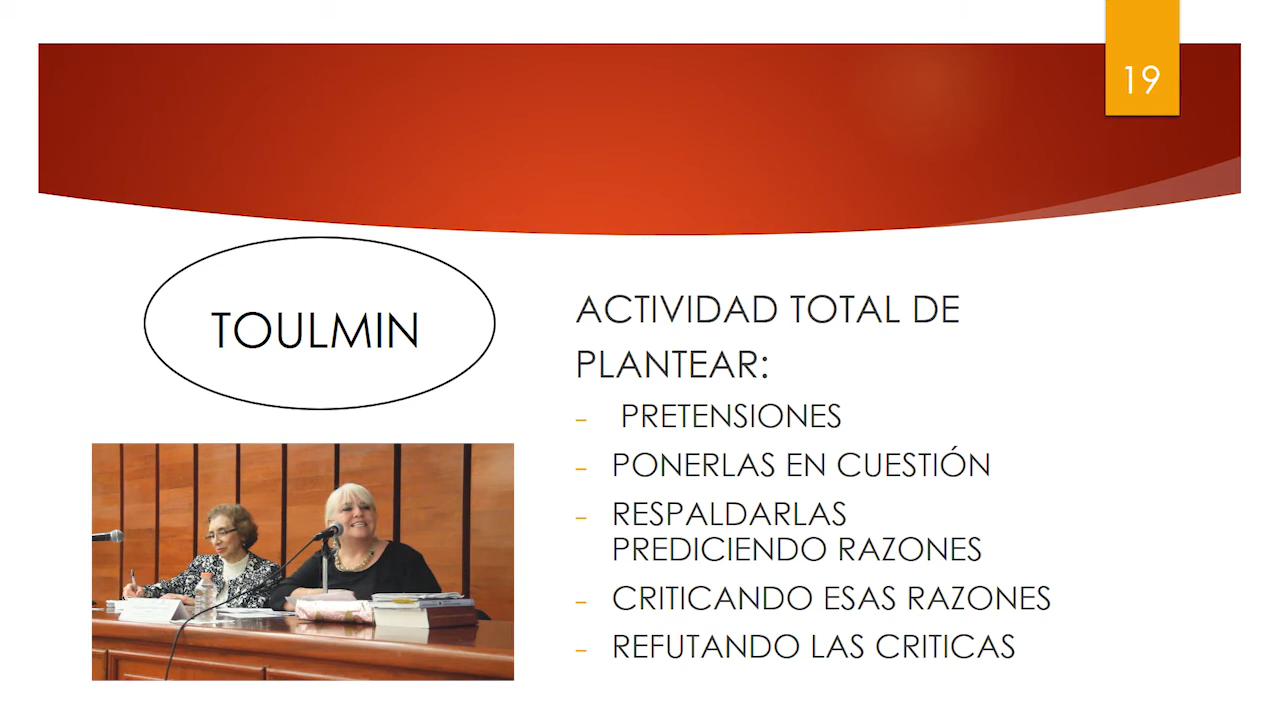 19
TOULMIN
ACTIVIDAD TOTAL DE
PLANTEAR:
- PRETENSIONES
- PONERLAS EN CUESTIÓN
- RESPALDARLAS
PREDICIENDO RAZONES
- CRITICANDO ESAS RAZONES
- REFUTANDO LAS CRITICAS